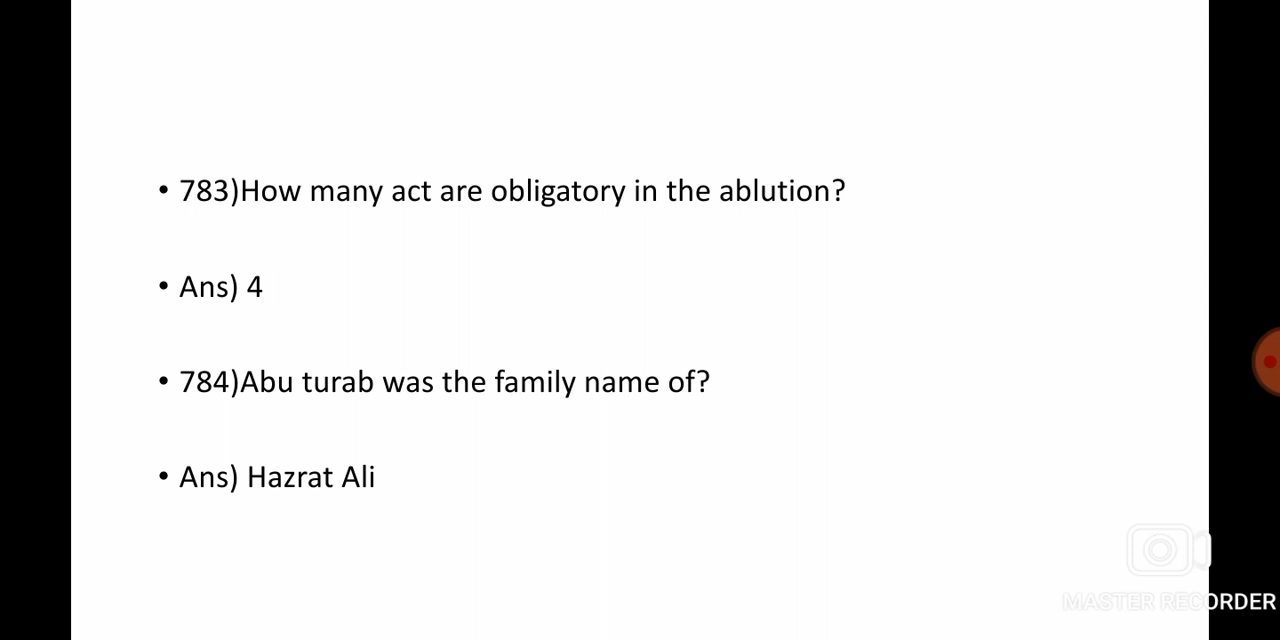 • 783)How many act are obligatory in the ablution?
• Ans) 4
• 784)Abu turab was the family name of?
• Ans) Hazrat Ali
MASTER RECORDER